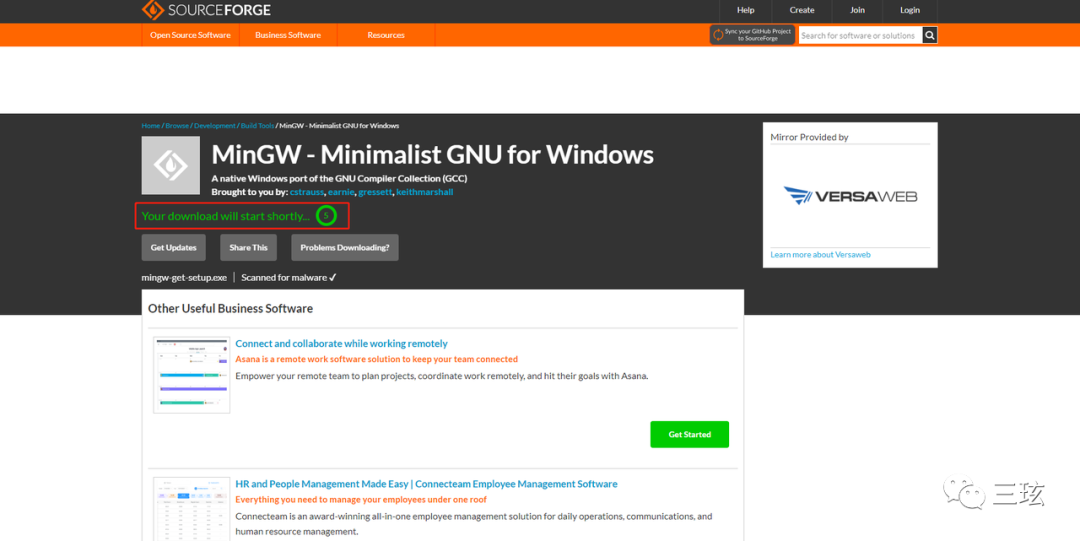 SOURCEFORGE
Help Create Join Login
Open Source Software Business Software Resources
Sync your GitHub Project
to SourceForge
Search for software or solutions
Home / Browse / Development / Build Tools / MinGW - Minimalist GNU for Windows
MinGW - Minimalist GNU for Windows
A native Windows port of the GNU Compiler Collection (GCC)
Brought to you by: cstrauss, earnie, gressett, keithmarshall
Your download will start shortly... 5
Get Updates Share This Problems Downloading?
mingw-get-setup.exe Scanned for malware ✓
Mirror Provided by
VERSAWEB
Learn more about Versaweb
Other Useful Business Software
Connect and collaborate while working remotely
Asana is a remote work software solution to keep your team connected
Empower your remote team to plan projects, coordinate work remotely, and hit their goals with Asana.
Get Started
HR and People Management Made Easy | Connecteam Employee Management Software
Everything you need to manage your employees under one roof
Connecteam is an award-winning all-in-one employee management solution for daily operations, communications, and
human resource management.
三玹